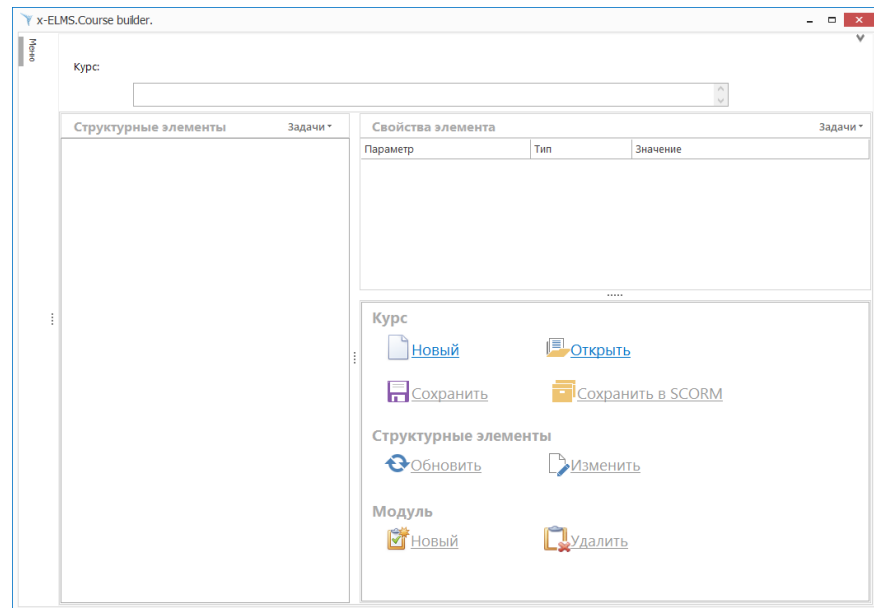 x-ELMS.Course builder.
Меню
Курс:
Структурные элементы Задачи
Свойства элемента Задачи
Параметр Тип Значение
Курс
Новый Открыть
Сохранить Сохранить в SCORM
Структурные элементы
Обновить Изменить
Модуль
Новый Удалить